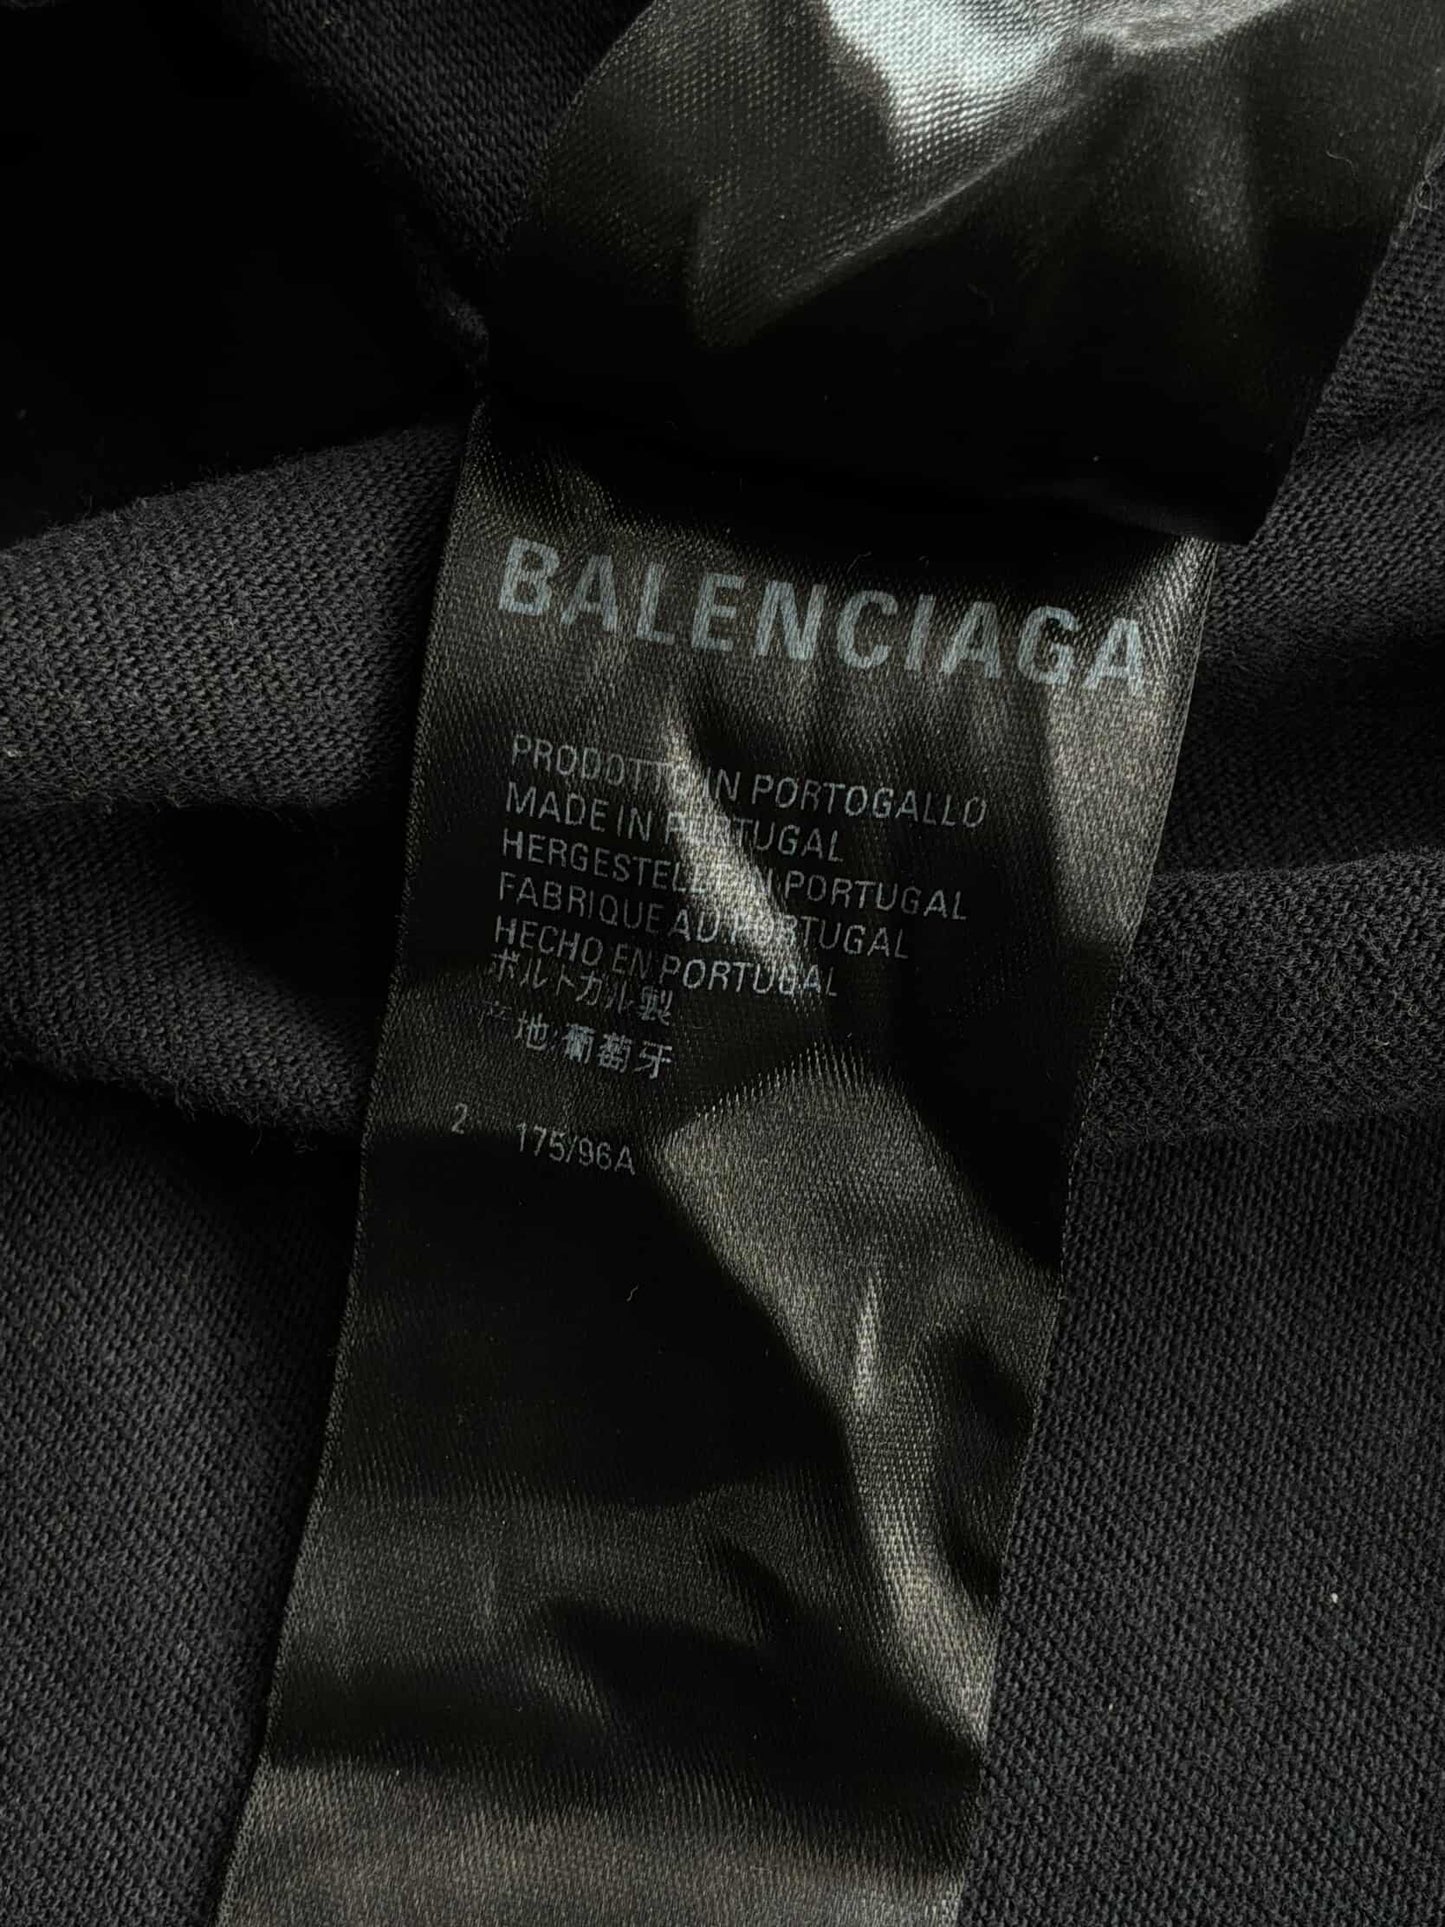 BALENCIAGA
PRODOTTO IN PORTOGALLO
MADE IN PORTUGAL
HERGESTELLT IN PORTUGAL
FABRIQUE AU PORTUGAL
HECHO EN PORTUGAL
ポルトガル製
产地:葡萄牙
2 175/96A